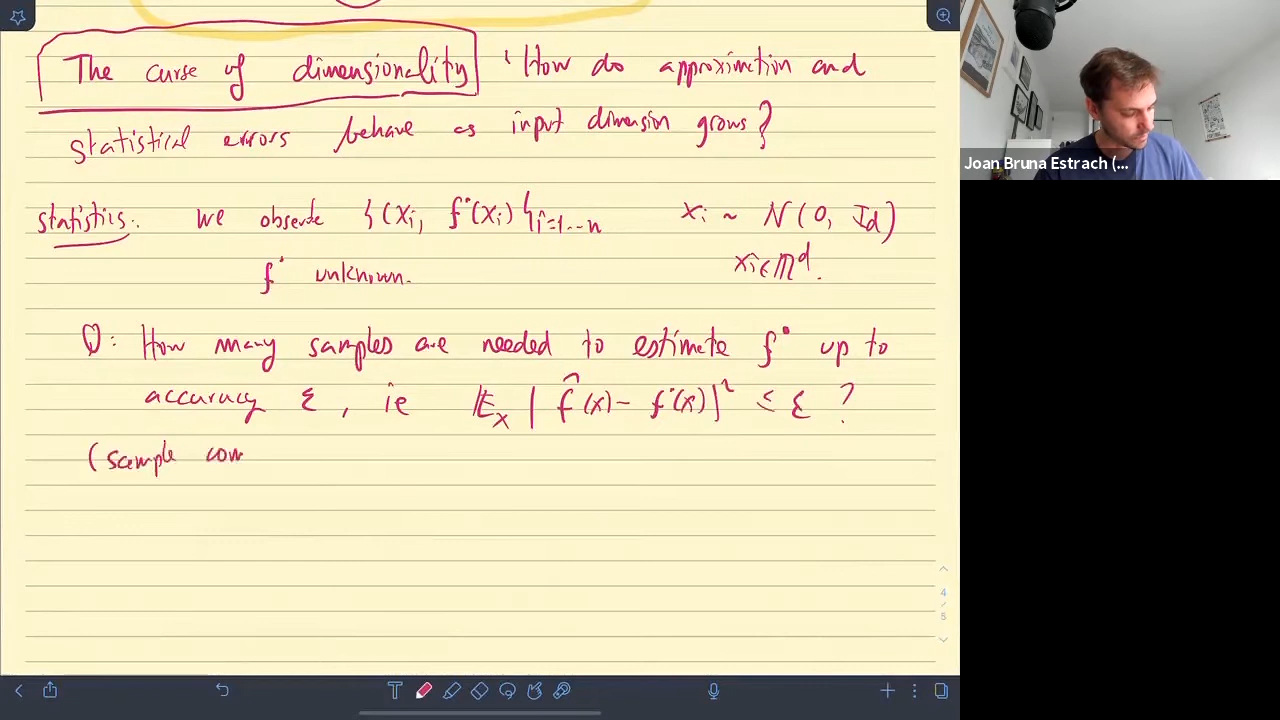 The curse of dimensionality 'How do approximation and
statistical errors behave as input dimension grows?
statistics: We observe {(xi, f*(xi)}i=1...n xi ~ N(0, Id)
f* unknown. xi∈ℝ^d.
Q: How many samples are needed to estimate f* up to
accuracy ε, ie 𝔼x | f̂(x) - f*(x)|² ≤ ε ?
(sample com
Joan Bruna Estrach (...
4
/
5
T